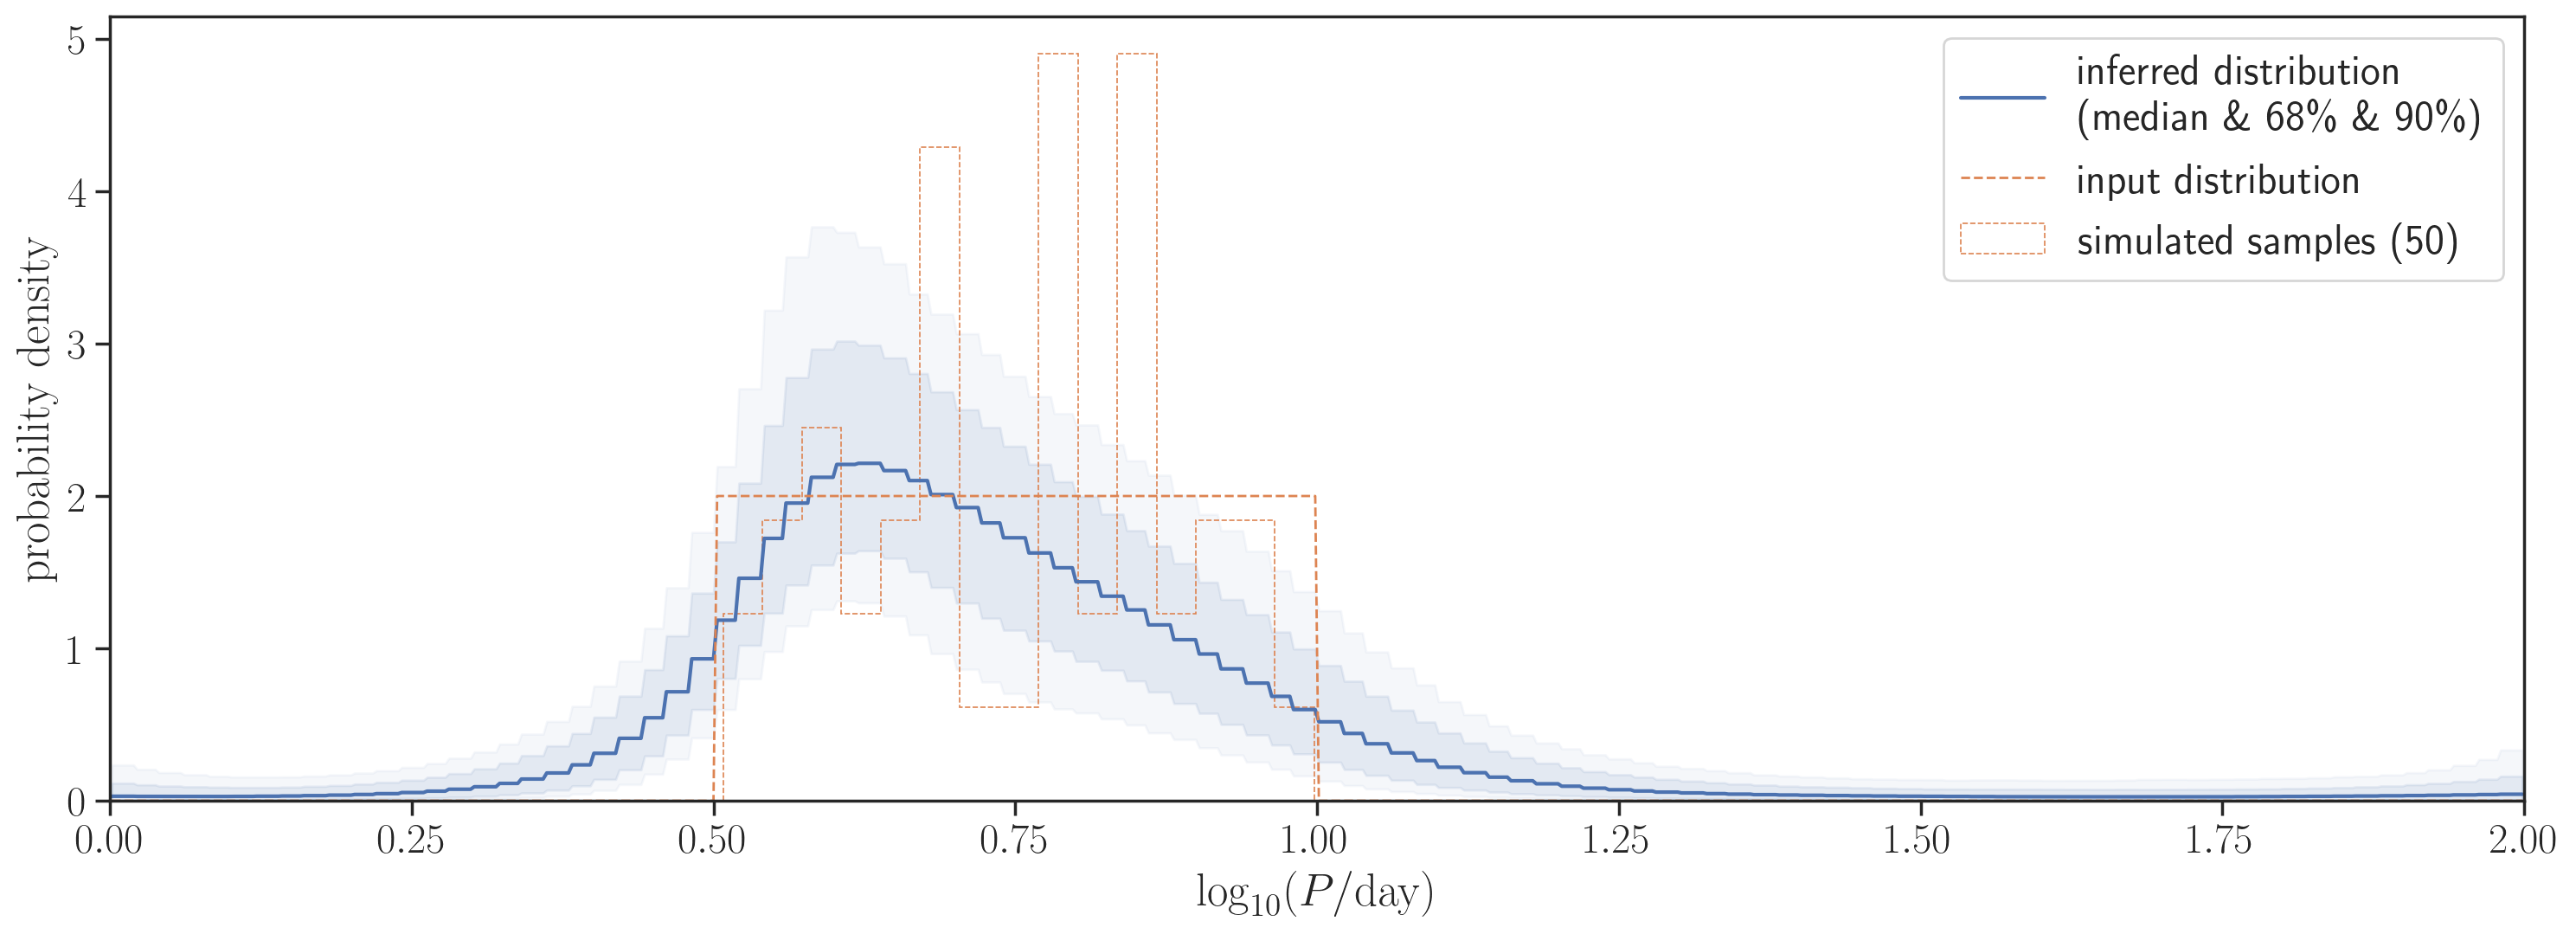 5
4
3
2
1
0
probability density
inferred distribution
(median & 68% & 90%)
input distribution
simulated samples (50)
0.00 0.25 0.50 0.75 1.00 1.25 1.50 1.75 2.00
log₁₀(P/day)